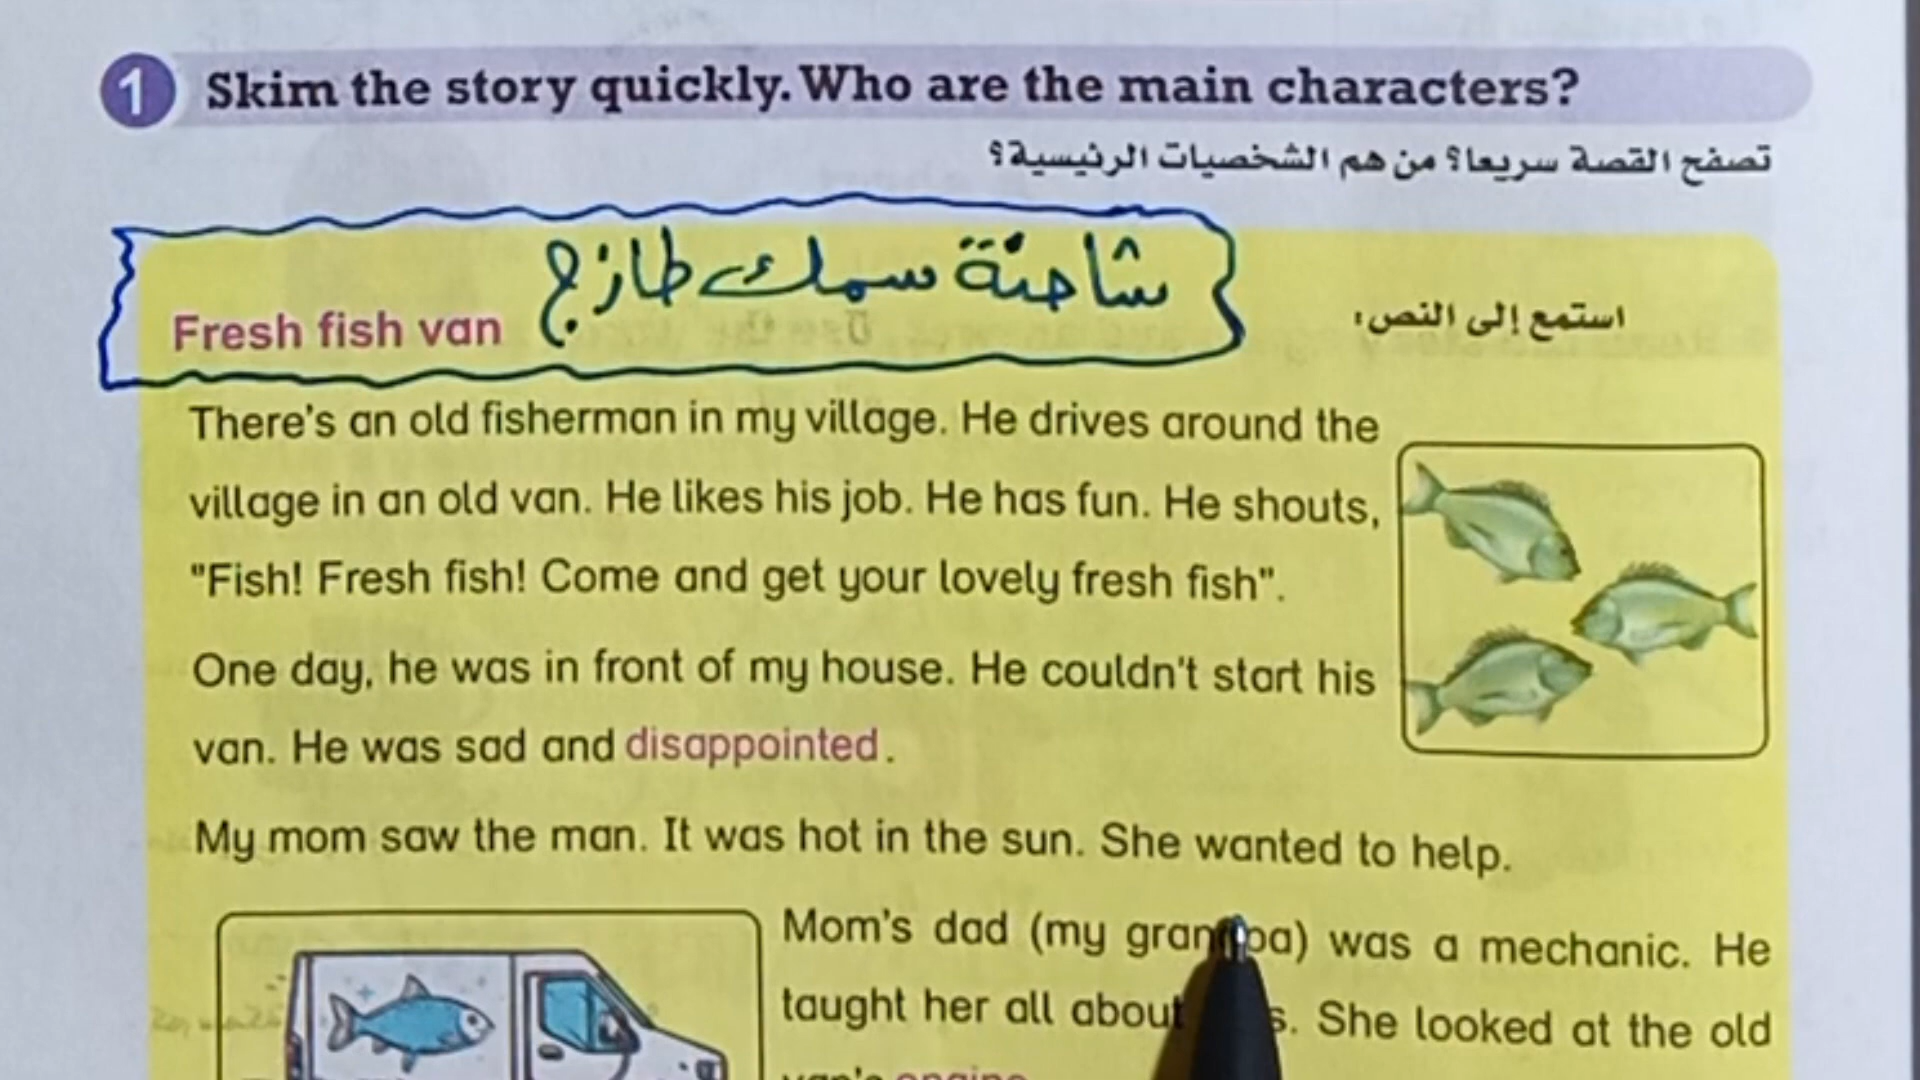 1 Skim the story quickly. Who are the main characters?
تصفح القصة سريعا؟ من هم الشخصيات الرئيسية؟
شاحنة سمك طازج
Fresh fish van
استمع إلى النص:
There's an old fisherman in my village. He drives around the
village in an old van. He likes his job. He has fun. He shouts,
"Fish! Fresh fish! Come and get your lovely fresh fish".
One day, he was in front of my house. He couldn't start his
van. He was sad and disappointed.
My mom saw the man. It was hot in the sun. She wanted to help.
Mom's dad (my grandpa) was a mechanic. He
taught her all about She looked at the old
van's engine